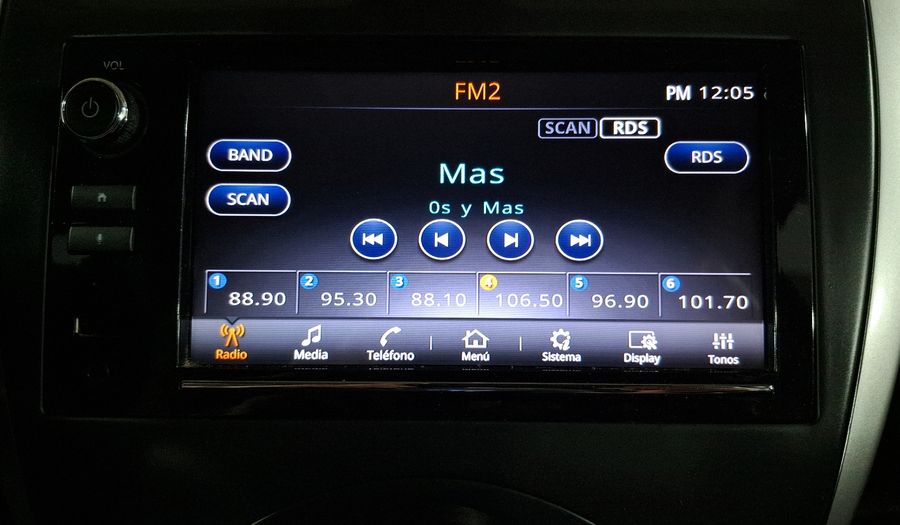 VOL
FM2
PM 12:05
SCAN RDS
BAND
RDS
Mas
SCAN
0s y Mas
1 88.90
2 95.30
3 88.10
4 106.50
5 96.90
6 101.70
Radio
Media
Teléfono
Menú
Sistema
Display
Tonos